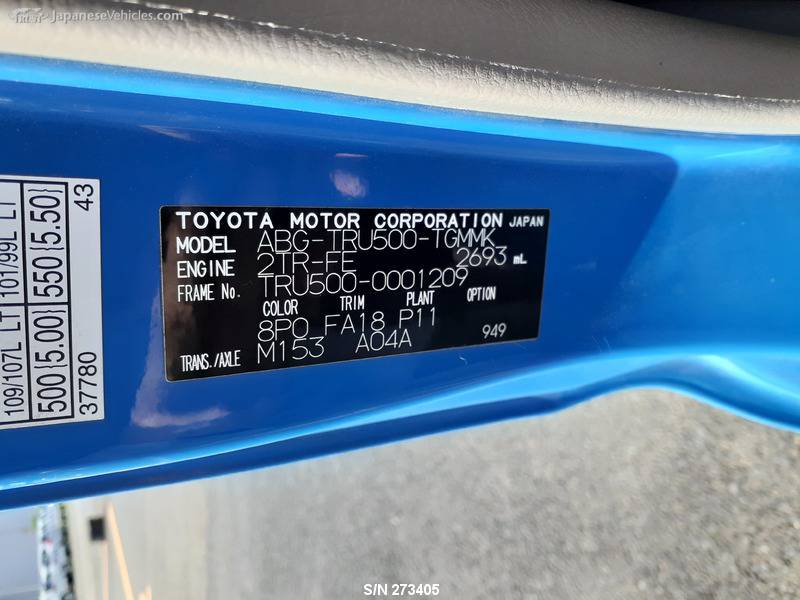 TRUST JapaneseVehicles.com
TOYOTA MOTOR CORPORATION JAPAN
MODEL ABG-TRU500-TGMMK
ENGINE 2TR-FE 2693 mL
FRAME No. TRU500-0001209
COLOR TRIM PLANT OPTION
8P0 FA18 P11
TRANS./AXLE M153 A04A 949
109/107L LT 101/99L LT
500 5.00 550 5.50
37780 43
S/N 273405